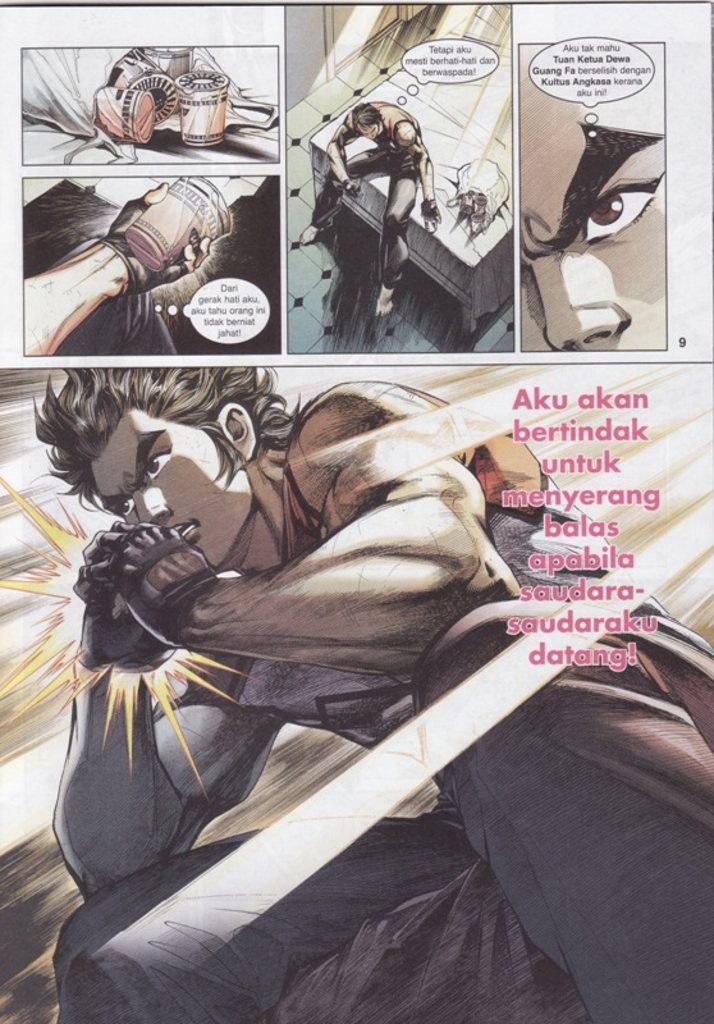 Dari
gerak hati aku,
aku tahu orang ini
tidak berniat
jahat!
Tetapi aku
mesti berhati-hati dan
berwaspada!
Aku tak mahu
Tuan Ketua Dewa
Guang Fa berselisih dengan
Kultus Angkasa kerana
aku ini!
9
Aku akan
bertindak
untuk
menyerang
balas
apabila
saudara-
saudaraku
datang!